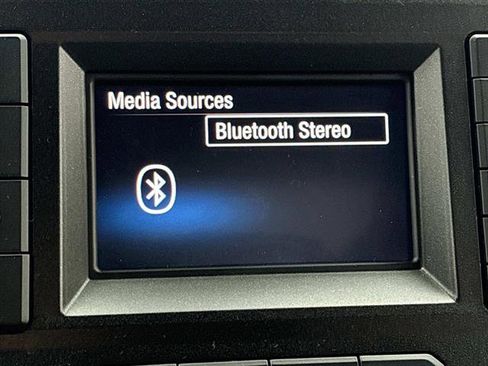 Media Sources
Bluetooth Stereo